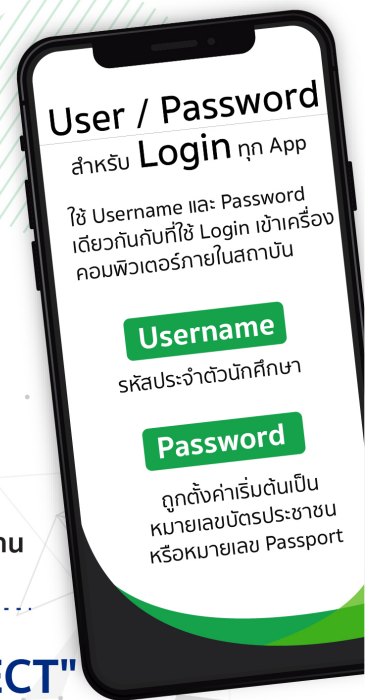 User / Password
สำหรับ Login ทุก App
ใช้ Username และ Password
เดียวกันกับที่ใช้ Login เข้าเครื่อง
คอมพิวเตอร์ภายในสถาบัน
Username
รหัสประจำตัวนักศึกษา
Password
ถูกตั้งค่าเริ่มต้นเป็น
หมายเลขบัตรประชาชน
หรือหมายเลข Passport